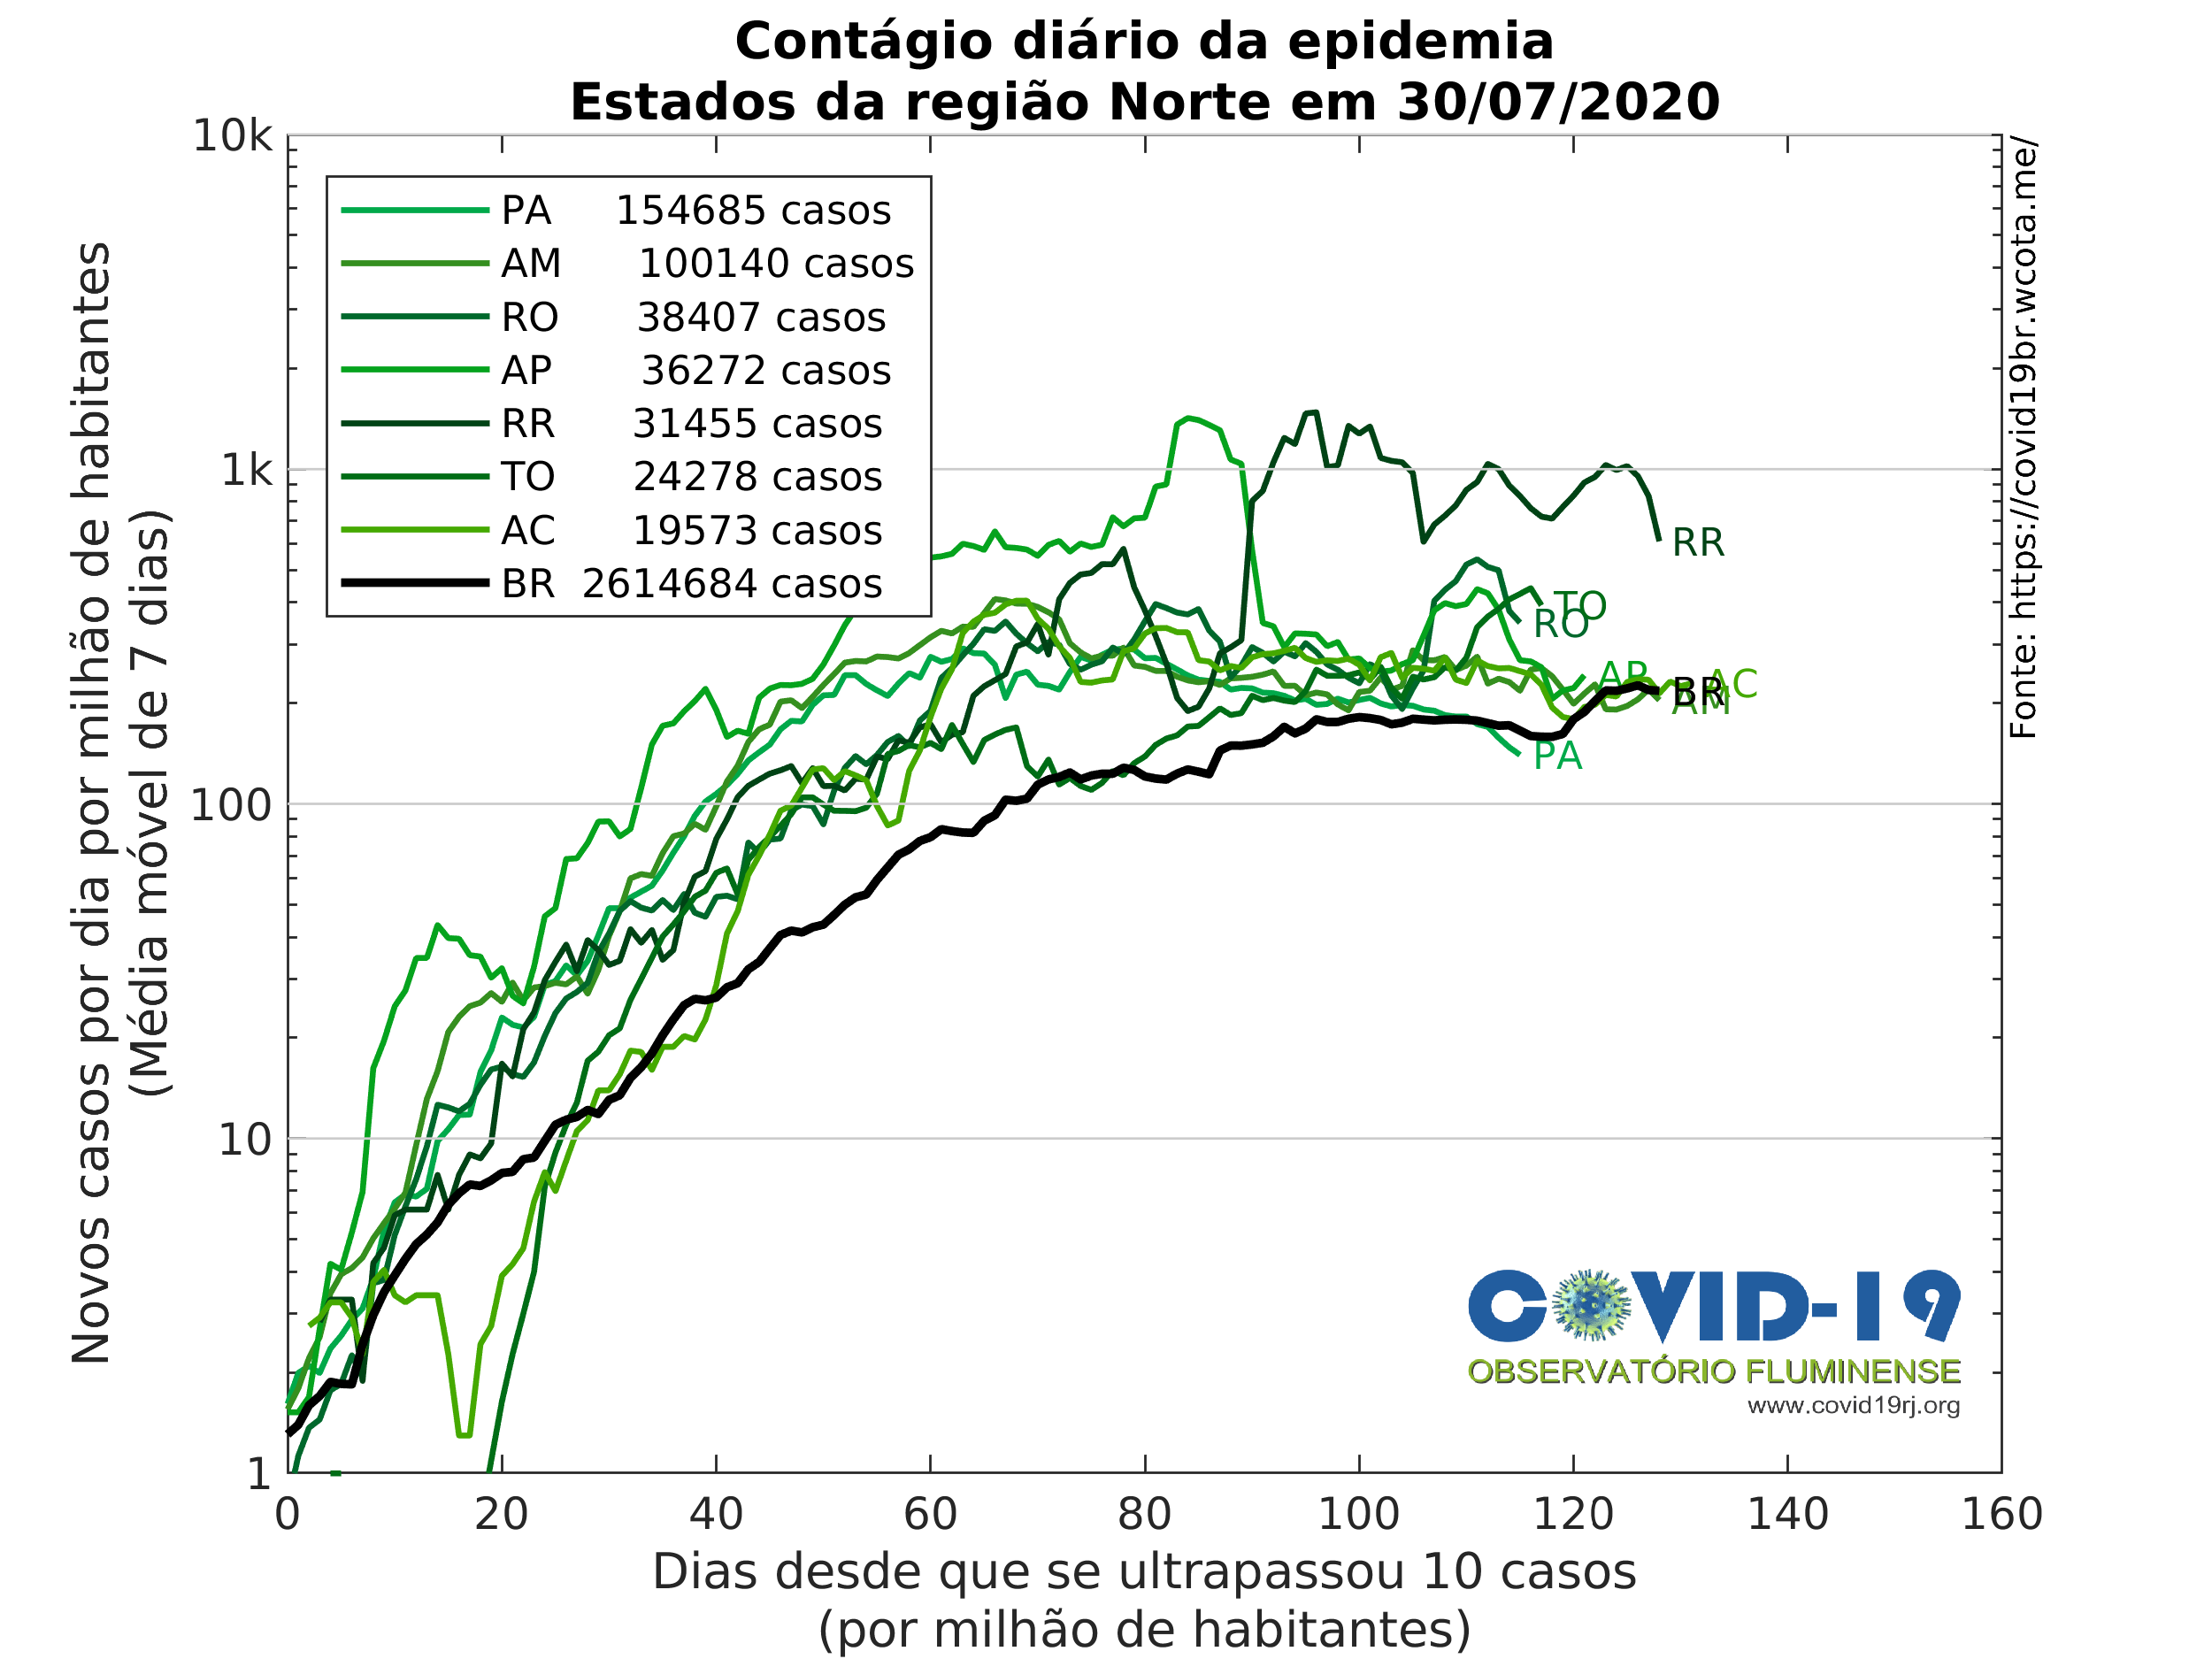 Contágio diário da epidemia
Estados da região Norte em 30/07/2020
Novos casos por dia por milhão de habitantes
(Média móvel de 7 dias)
10k
1k
100
10
1
PA 154685 casos
AM 100140 casos
RO 38407 casos
AP 36272 casos
RR 31455 casos
TO 24278 casos
AC 19573 casos
BR 2614684 casos
RR
TO
RO
AP
AC
BR
AM
PA
Fonte: https://covid19br.wcota.me/
COVID-19
OBSERVATÓRIO FLUMINENSE
www.covid19rj.org
0 20 40 60 80 100 120 140 160
Dias desde que se ultrapassou 10 casos
(por milhão de habitantes)